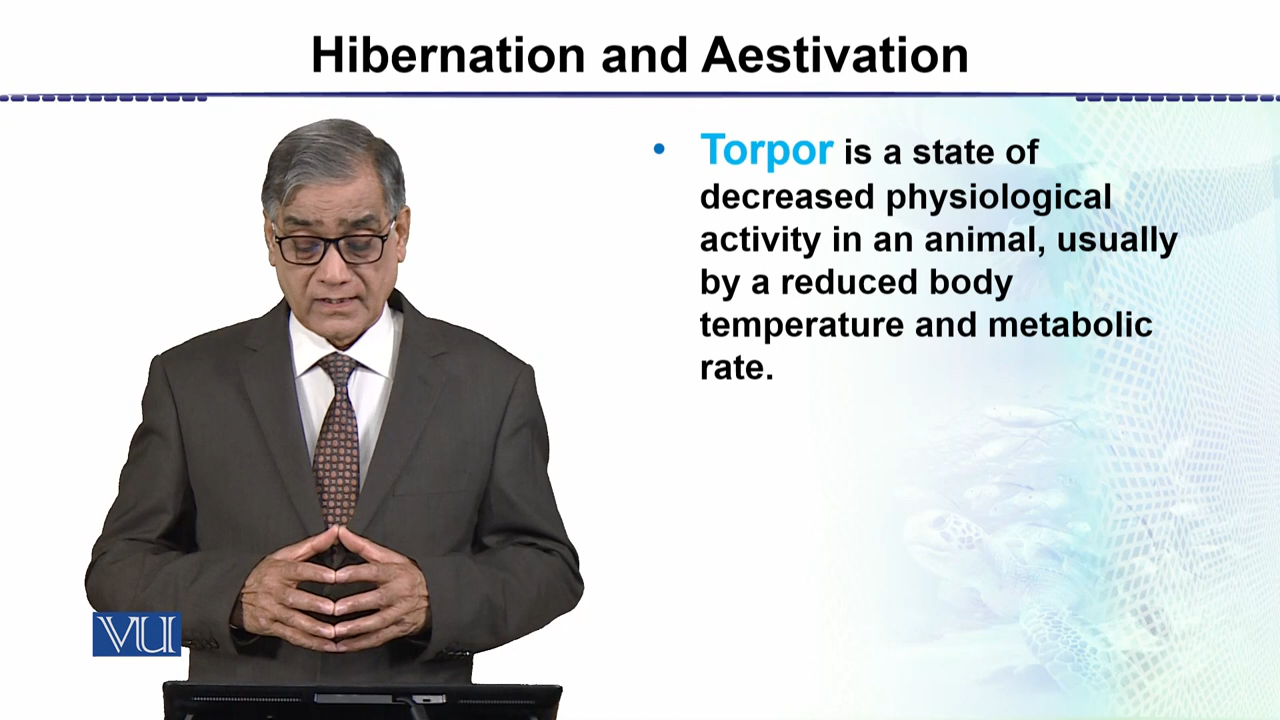 Hibernation and Aestivation
• Torpor is a state of
decreased physiological
activity in an animal, usually
by a reduced body
temperature and metabolic
rate.
VU